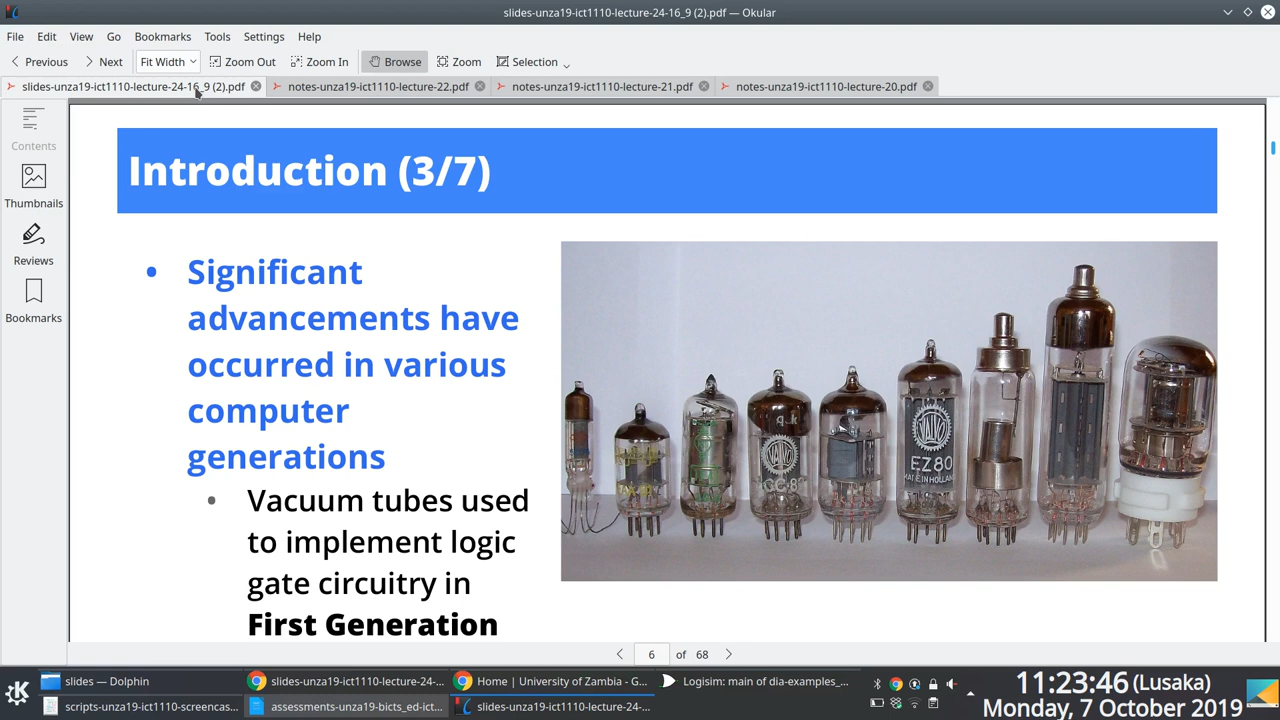 slides-unza19-ict1110-lecture-24-16_9 (2).pdf — Okular
File Edit View Go Bookmarks Tools Settings Help
Previous Next Fit Width Zoom Out Zoom In Browse Zoom Selection
slides-unza19-ict1110-lecture-24-16_9 (2).pdf notes-unza19-ict1110-lecture-22.pdf notes-unza19-ict1110-lecture-21.pdf notes-unza19-ict1110-lecture-20.pdf
Contents
Thumbnails
Reviews
Bookmarks
Introduction (3/7)
• Significant
advancements have
occurred in various
computer
generations
• Vacuum tubes used
to implement logic
gate circuitry in
First Generation
VALVO
VALVO
EZ80
MADE IN HOLLAND
6 of 68
slides — Dolphin slides-unza19-ict1110-lecture-24-... Home | University of Zambia - G... Logisim: main of dia-examples_...
scripts-unza19-ict1110-screencas... assessments-unza19-bicts_ed-ict... slides-unza19-ict1110-lecture-24-...
11:23:46 (Lusaka)
Monday, 7 October 2019